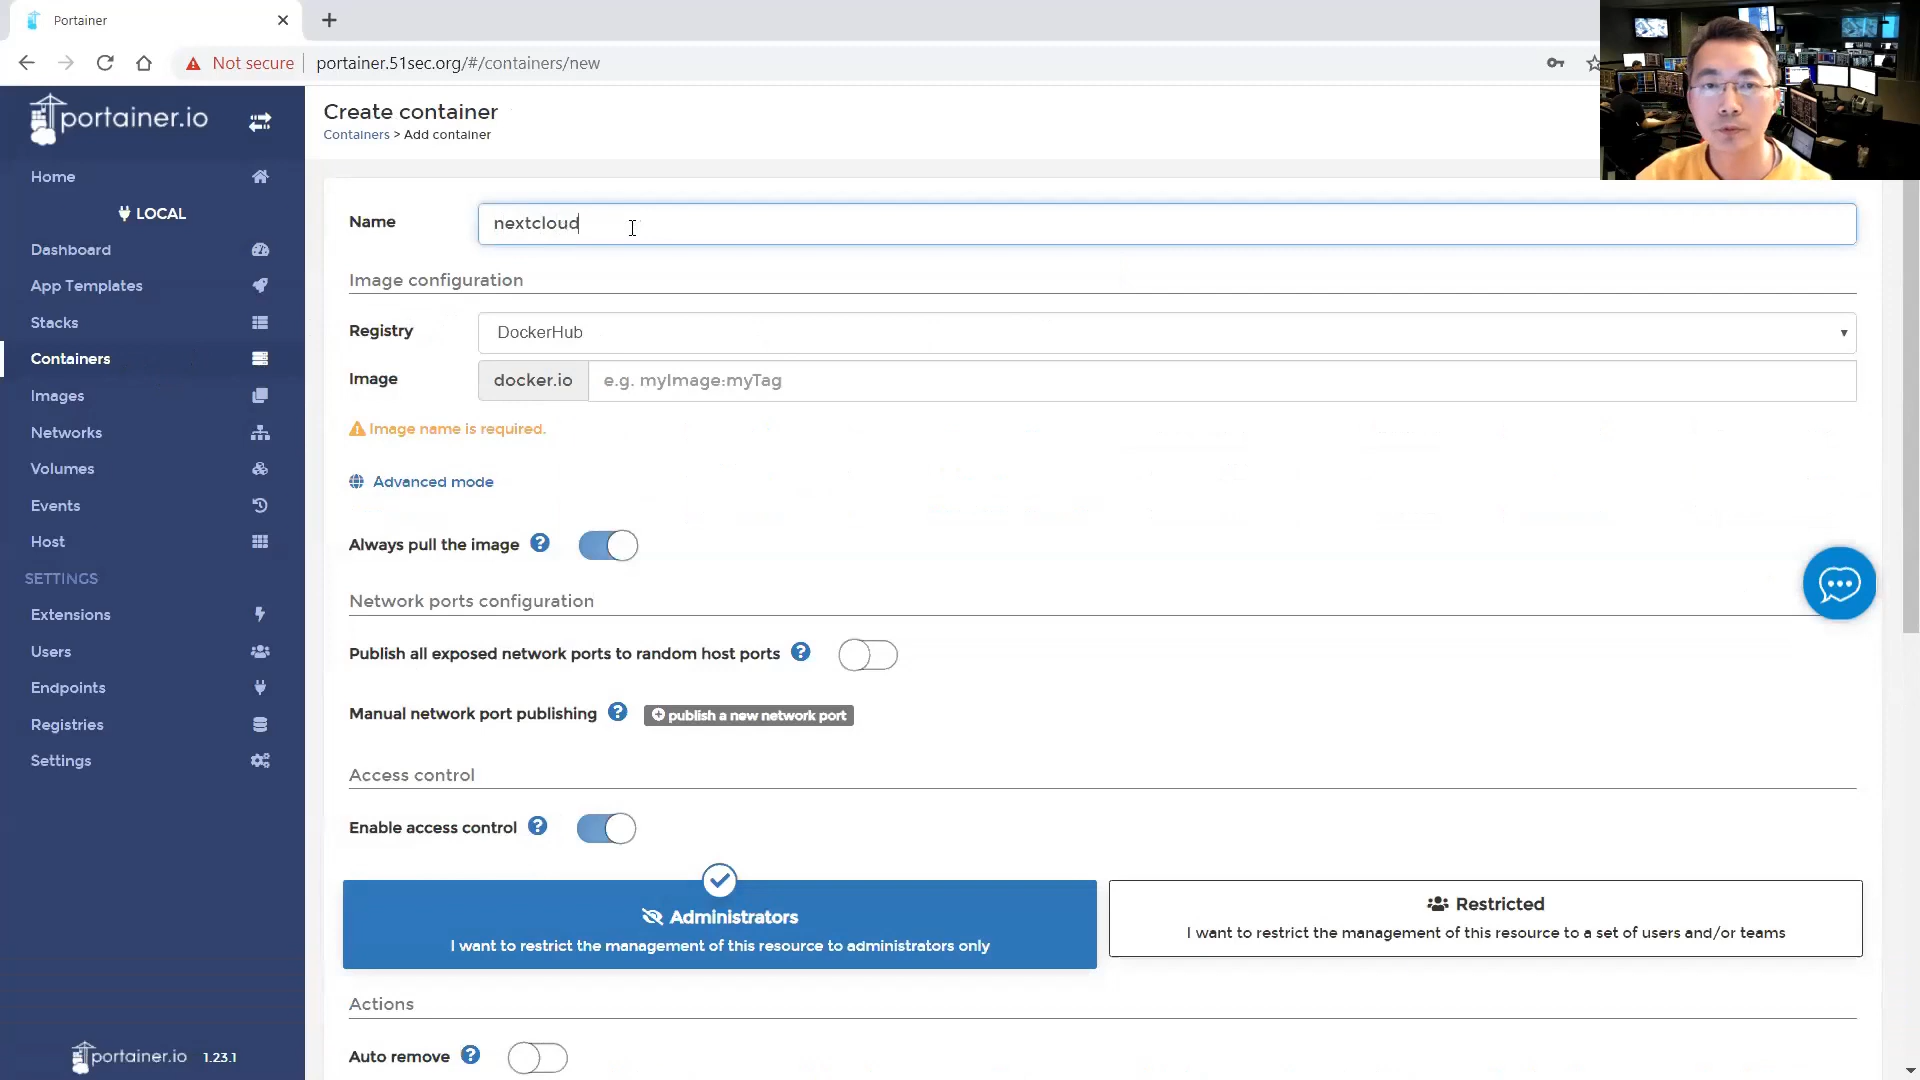 Portainer
Not secure
portainer.51sec.org/#/containers/new
portainer.io
Home
LOCAL
Dashboard
App Templates
Stacks
Containers
Images
Networks
Volumes
Events
Host
SETTINGS
Extensions
Users
Endpoints
Registries
Settings
portainer.io 1.23.1
Create container
Containers > Add container
Name
nextcloud
Image configuration
Registry
DockerHub
Image
docker.io
e.g. myImage:myTag
Image name is required.
Advanced mode
Always pull the image
Network ports configuration
Publish all exposed network ports to random host ports
Manual network port publishing
publish a new network port
Access control
Enable access control
Administrators
I want to restrict the management of this resource to administrators only
Restricted
I want to restrict the management of this resource to a set of users and/or teams
Actions
Auto remove